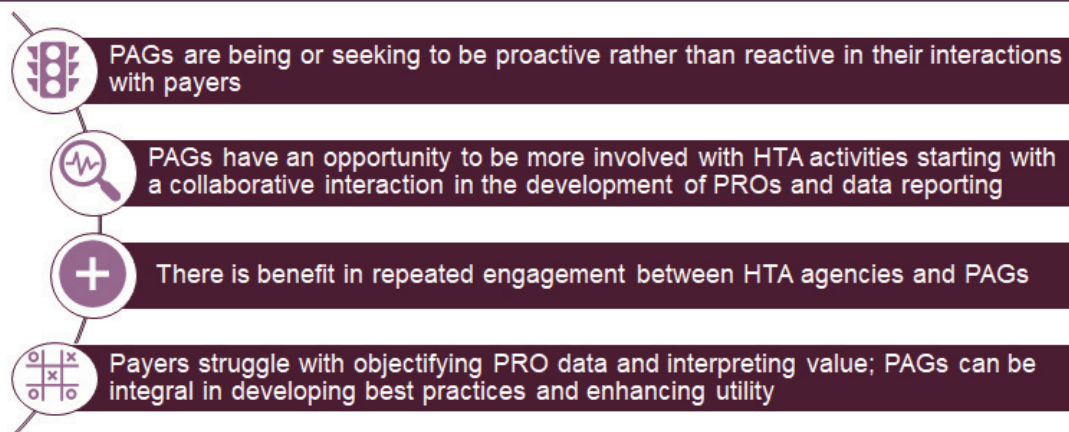 PAGs are being or seeking to be proactive rather than reactive in their interactions
with payers
PAGs have an opportunity to be more involved with HTA activities starting with
a collaborative interaction in the development of PROs and data reporting
There is benefit in repeated engagement between HTA agencies and PAGs
Payers struggle with objectifying PRO data and interpreting value; PAGs can be
integral in developing best practices and enhancing utility